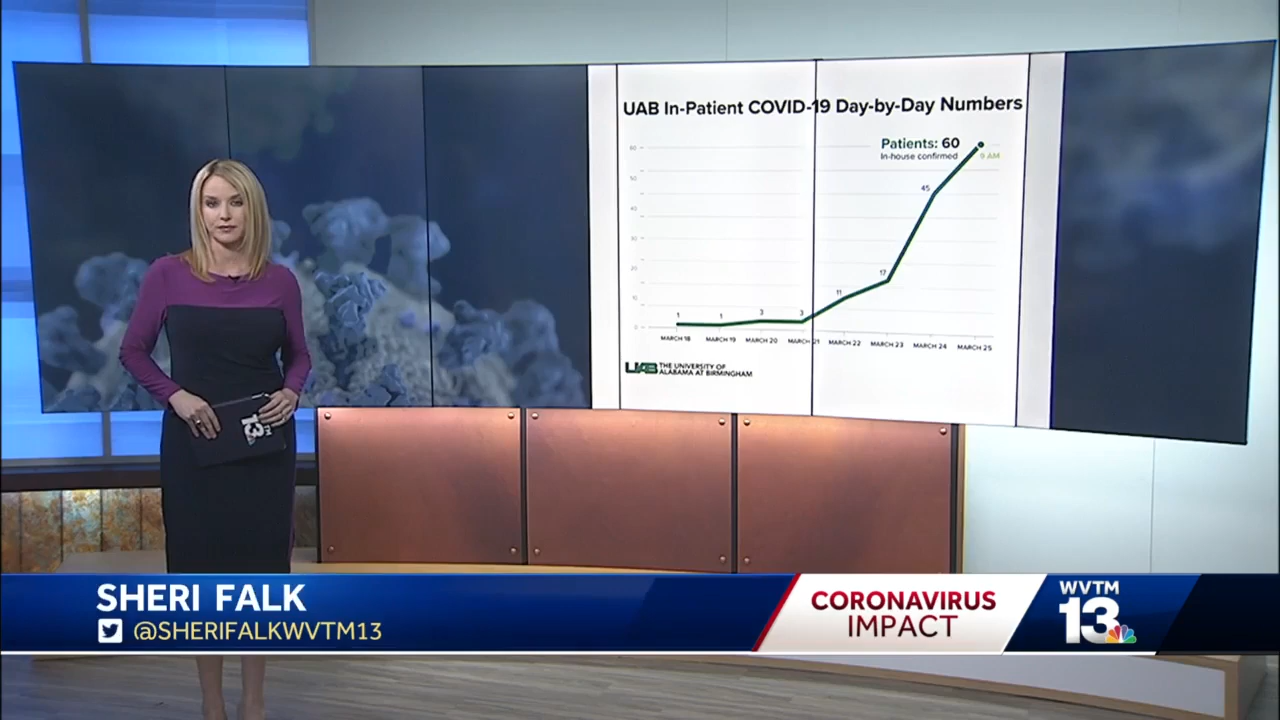 UAB In-Patient COVID-19 Day-by-Day Numbers
Patients: 60
In-house confirmed
9 AM
60
50
40
30
20
10
0
1
1
3
3
11
17
45
MARCH 18
MARCH 19
MARCH 20
MARCH 21
MARCH 22
MARCH 23
MARCH 24
MARCH 25
UAB THE UNIVERSITY OF
ALABAMA AT BIRMINGHAM
WVTM
13
SHERI FALK
@SHERIFALKWVTM13
CORONAVIRUS
IMPACT
WVTM
13